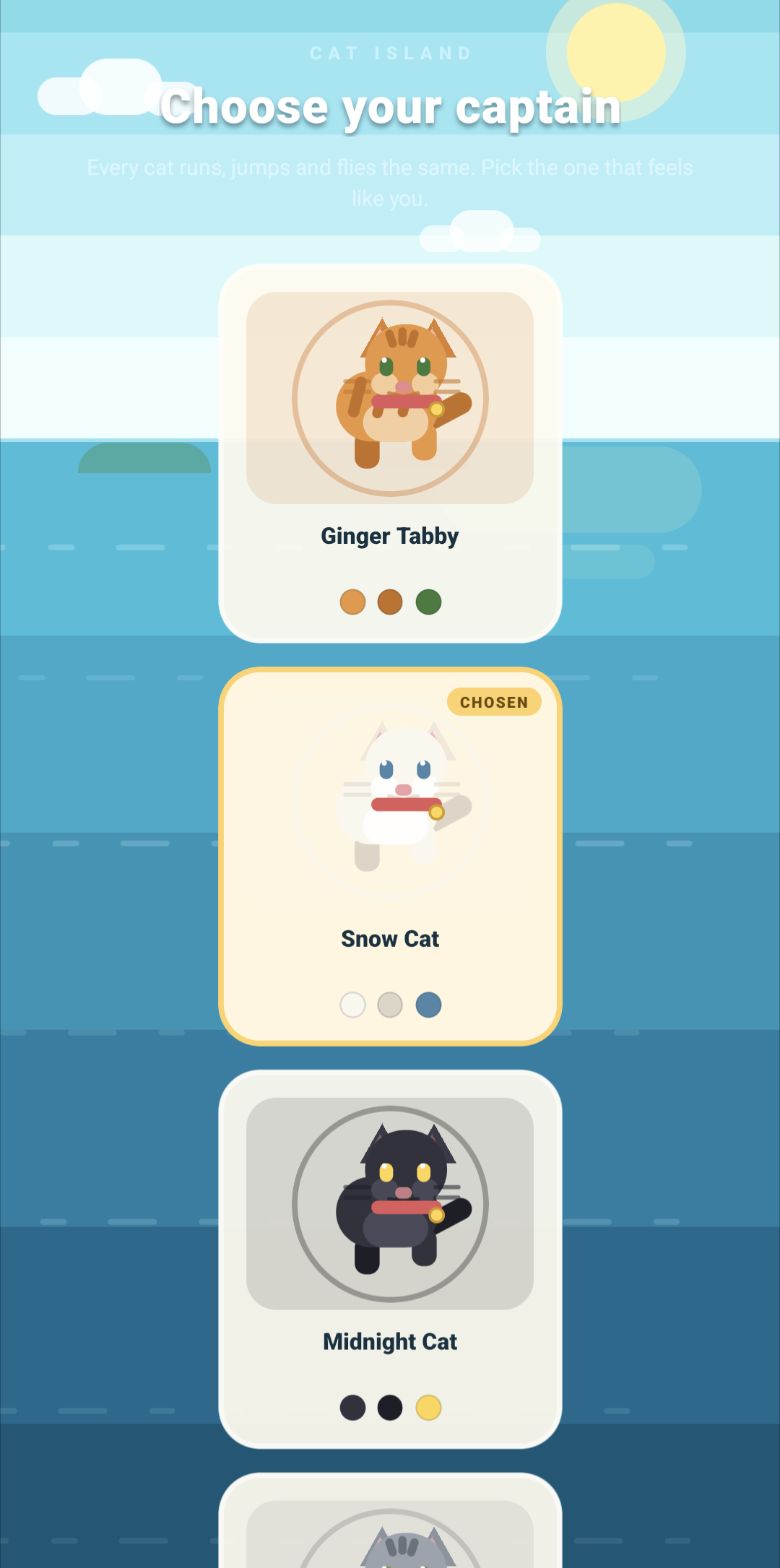 CAT ISLAND
Choose your captain
Every cat runs, jumps and flies the same. Pick the one that feels
like you.
Ginger Tabby
CHOSEN
Snow Cat
Midnight Cat